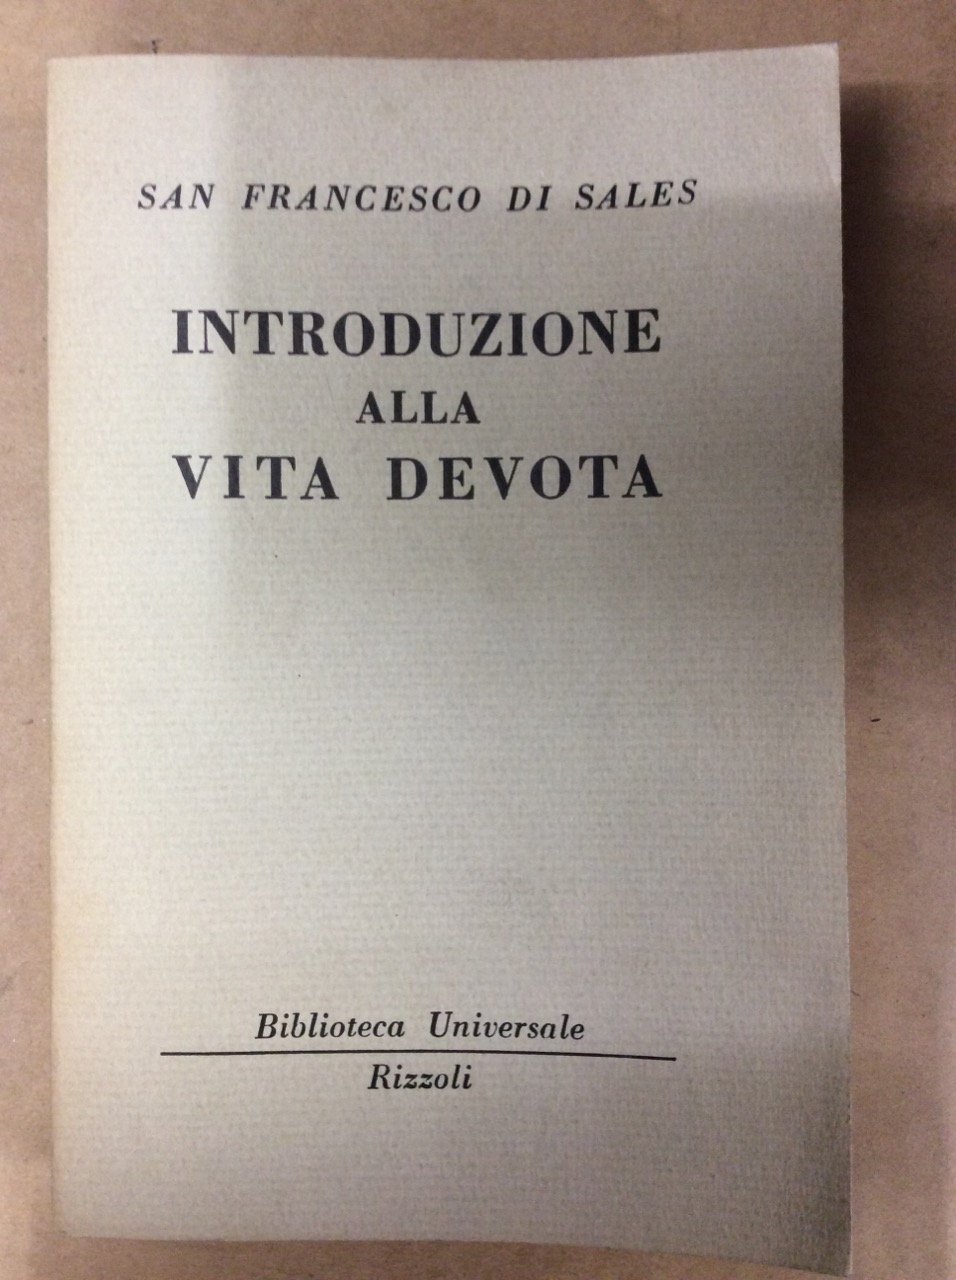 SAN FRANCESCO DI SALES
INTRODUZIONE
ALLA
VITA DEVOTA
Biblioteca Universale
Rizzoli